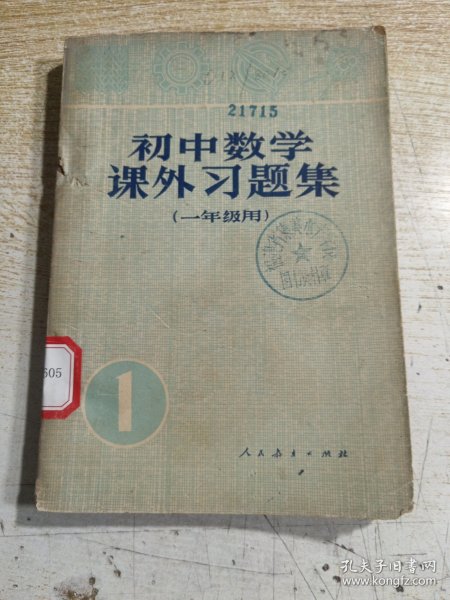 21715
初中数学
课外习题集
(一年级用)
605
1
人民教育出版社
孔夫子旧书网
www.kongfz.com